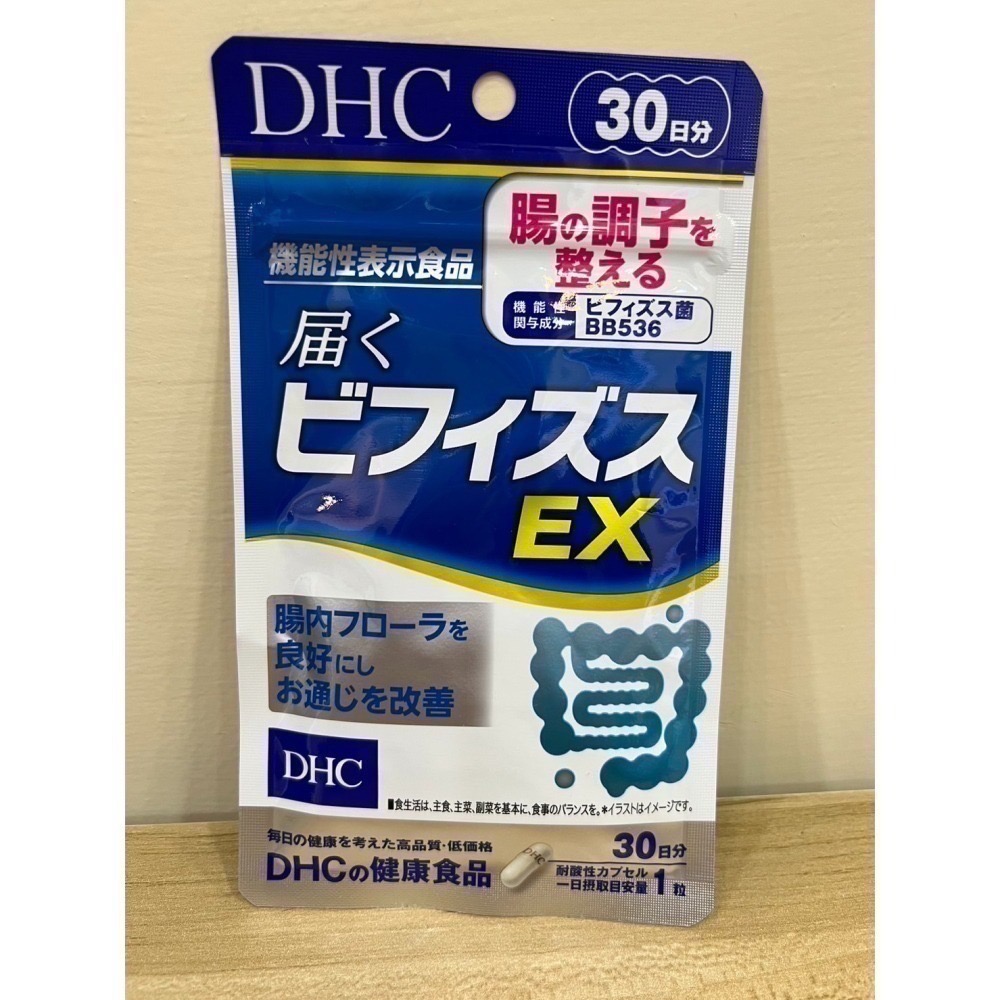 DHC
30日分
腸の調子を
整える
機能性
関与成分
ビフィズス菌
BB536
機能性表示食品
届く
ビフィズス
EX
腸内フローラを
良好にし
お通じを改善
DHC
■食生活は、主食、主菜、副菜を基本に、食事のバランスを。*イラストはイメージです。
毎日の健康を考えた高品質・低価格
DHCの健康食品
DHC
30日分
耐酸性カプセル
一日摂取目安量1粒